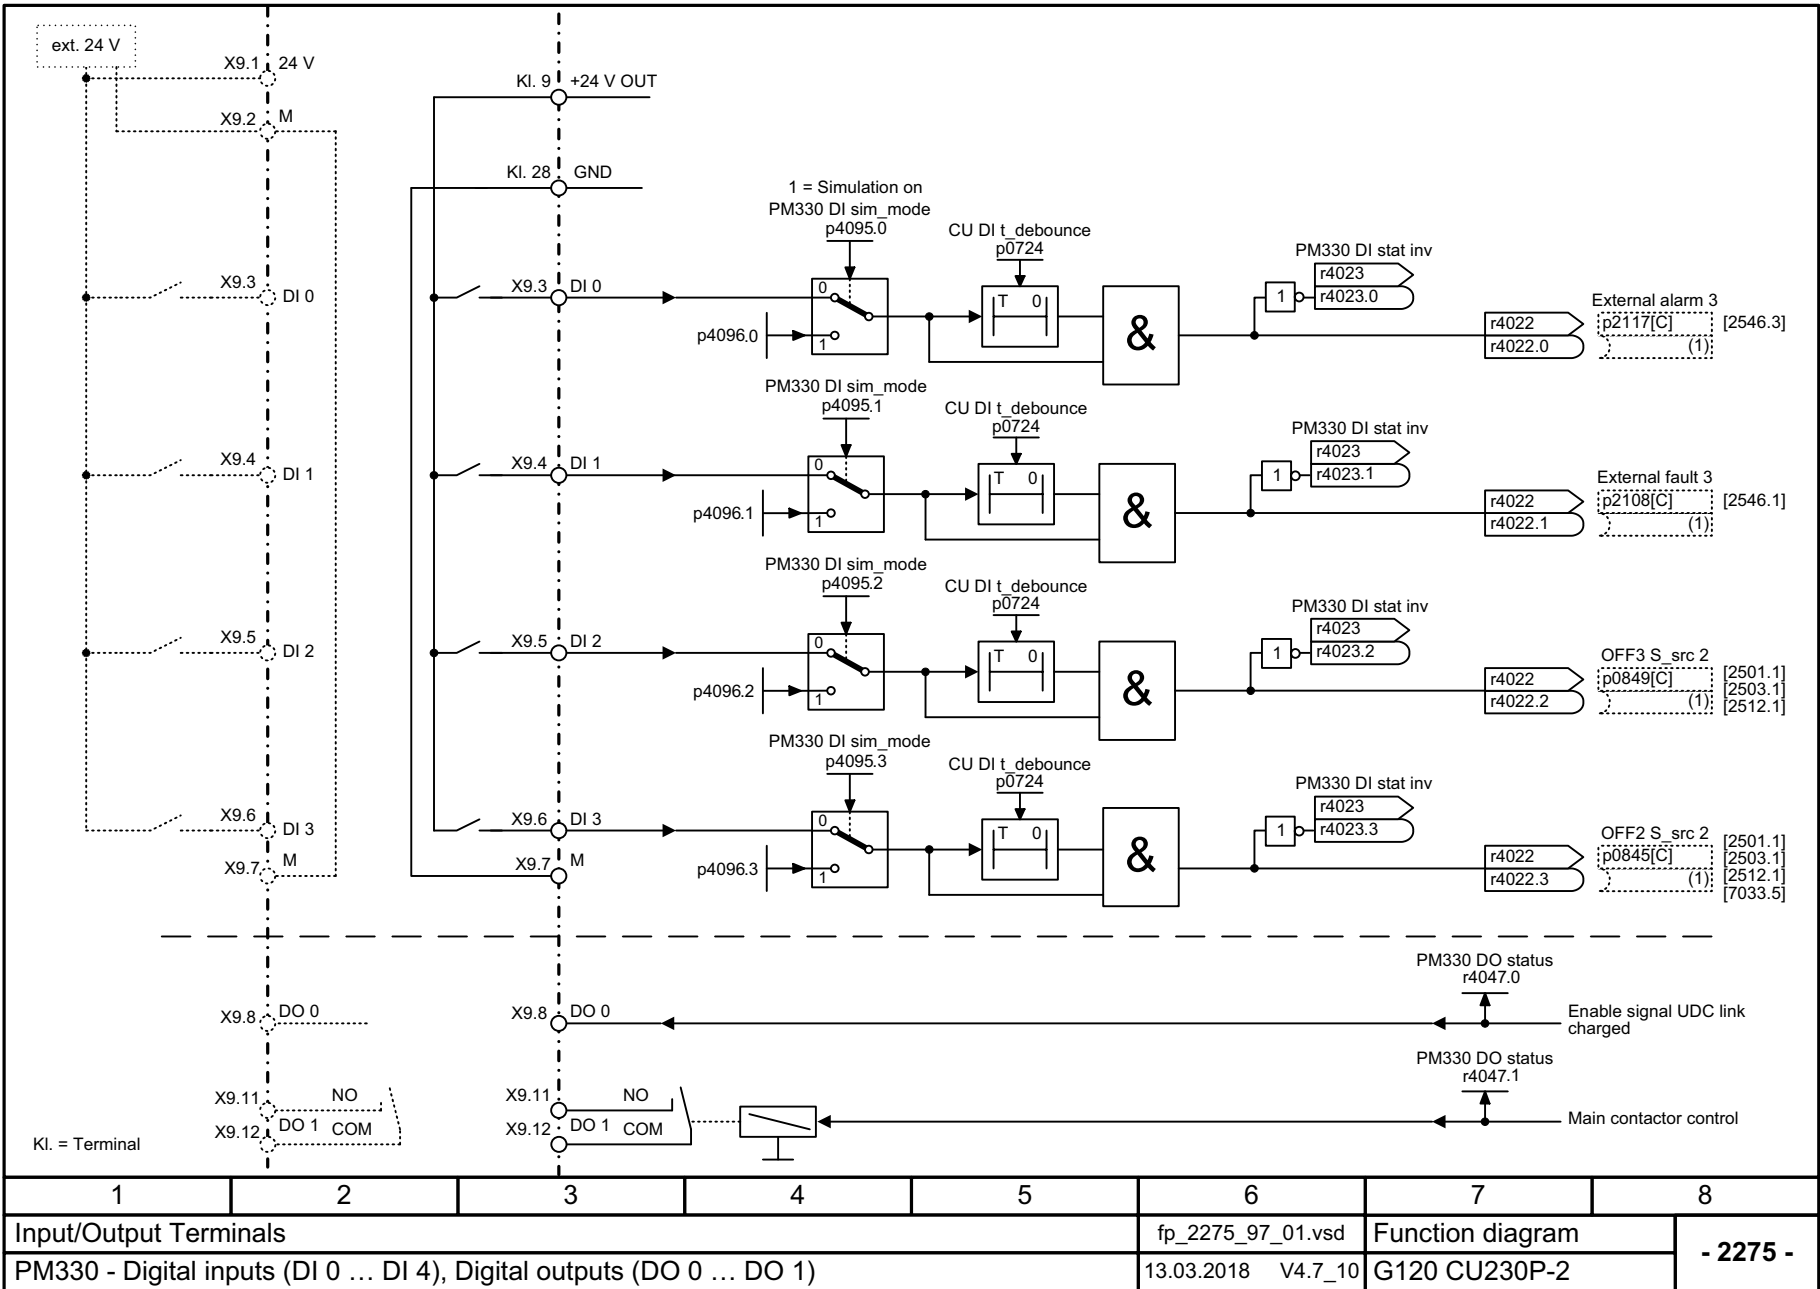 ext. 24 V
X9.1 24 V
X9.2 M
Kl. 9 +24 V OUT
Kl. 28 GND
1 = Simulation on
PM330 DI sim_mode
p4095.0
CU DI t_debounce
p0724
PM330 DI stat inv
r4023
r4023.0
X9.3 DI 0
X9.3 DI 0
0
1
T 0
&
1
p4096.0
r4022
r4022.0
External alarm 3
p2117[C] [2546.3]
(1)
PM330 DI sim_mode
p4095.1
CU DI t_debounce
p0724
PM330 DI stat inv
r4023
r4023.1
X9.4 DI 1
X9.4 DI 1
0
1
T 0
&
1
p4096.1
r4022
r4022.1
External fault 3
p2108[C] [2546.1]
(1)
PM330 DI sim_mode
p4095.2
CU DI t_debounce
p0724
PM330 DI stat inv
r4023
r4023.2
X9.5 DI 2
X9.5 DI 2
0
1
T 0
&
1
p4096.2
r4022
r4022.2
OFF3 S_src 2
p0849[C]
(1)
[2501.1]
[2503.1]
[2512.1]
PM330 DI sim_mode
p4095.3
CU DI t_debounce
p0724
PM330 DI stat inv
r4023
r4023.3
X9.6 DI 3
X9.6 DI 3
0
1
T 0
&
1
p4096.3
r4022
r4022.3
OFF2 S_src 2
p0845[C]
(1)
[2501.1]
[2503.1]
[2512.1]
[7033.5]
X9.7 M
X9.7 M
PM330 DO status
r4047.0
X9.8 DO 0
X9.8 DO 0
Enable signal UDC link
charged
PM330 DO status
r4047.1
X9.11 NO
X9.12 DO 1 COM
X9.11 NO
X9.12 DO 1 COM
Main contactor control
Kl. = Terminal
1 2 3 4 5 6 7 8
Input/Output Terminals
fp_2275_97_01.vsd
Function diagram
- 2275 -
PM330 - Digital inputs (DI 0 … DI 4), Digital outputs (DO 0 … DO 1)
13.03.2018 V4.7_10
G120 CU230P-2